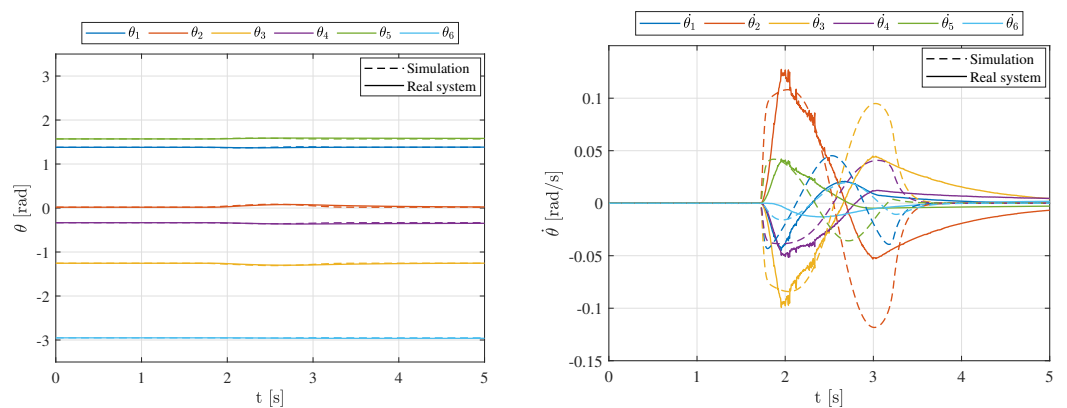 θ1 θ2 θ3 θ4 θ5 θ6
Simulation
Real system
3
2
1
0
-1
-2
-3
θ [rad]
0 1 2 3 4 5
t [s]
θ̇1 θ̇2 θ̇3 θ̇4 θ̇5 θ̇6
Simulation
Real system
0.1
0.05
0
-0.05
-0.1
-0.15
θ̇ [rad/s]
0 1 2 3 4 5
t [s]